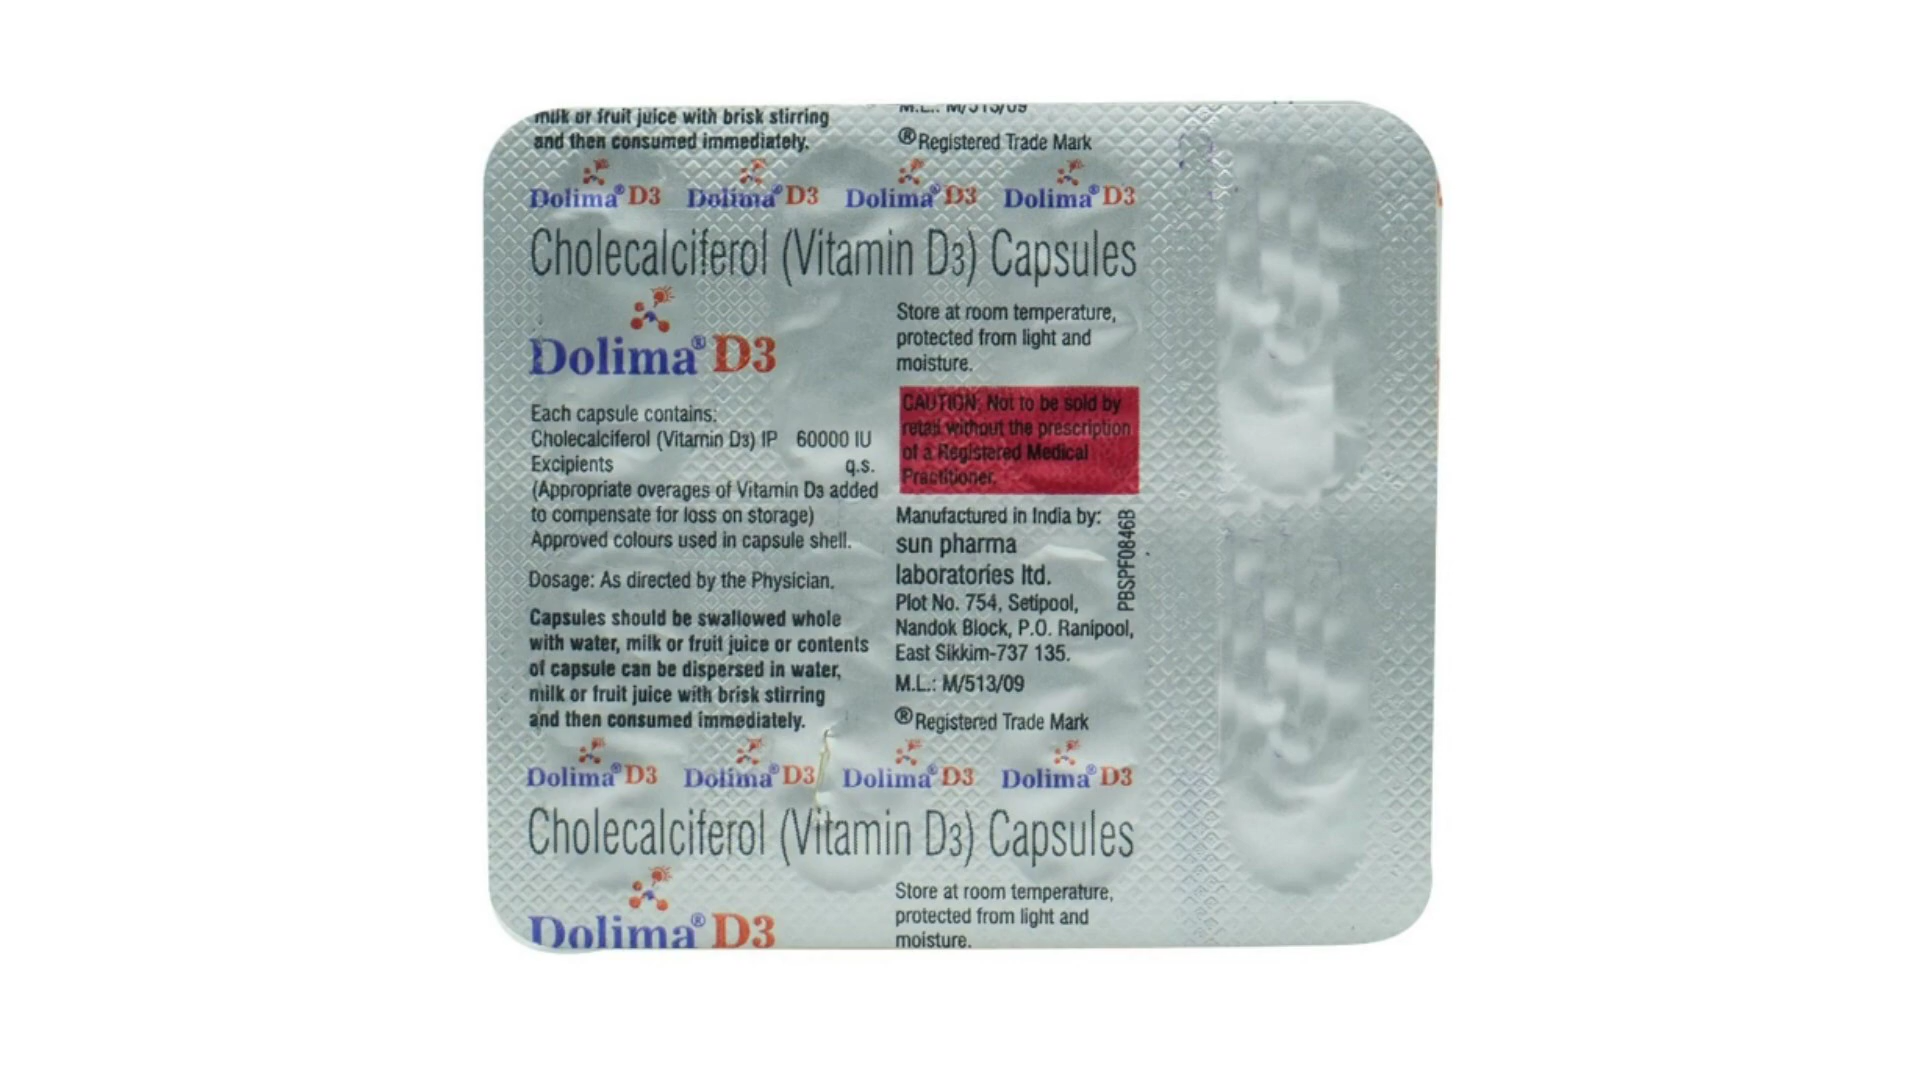 milk or fruit juice with brisk stirring
and then consumed immediately.
M.L.: M/513/09
®Registered Trade Mark
Dolima® D3 Dolima® D3 Dolima® D3 Dolima® D3
Cholecalciferol (Vitamin D3) Capsules
Dolima® D3
Each capsule contains:
Cholecalciferol (Vitamin D3) IP 60000 IU
Excipients q.s.
(Appropriate overages of Vitamin D3 added
to compensate for loss on storage)
Approved colours used in capsule shell.
Dosage: As directed by the Physician.
Capsules should be swallowed whole
with water, milk or fruit juice or contents
of capsule can be dispersed in water,
milk or fruit juice with brisk stirring
and then consumed immediately.
Store at room temperature,
protected from light and
moisture.
CAUTION: Not to be sold by
retail without the prescription
of a Registered Medical
Practitioner.
Manufactured in India by:
sun pharma
laboratories ltd.
Plot No. 754, Setipool,
Nandok Block, P.O. Ranipool,
East Sikkim-737 135.
M.L.: M/513/09
®Registered Trade Mark
PBSPF0846B
Dolima® D3 Dolima® D3 Dolima® D3 Dolima® D3
Cholecalciferol (Vitamin D3) Capsules
Dolima® D3
Store at room temperature,
protected from light and
moisture.